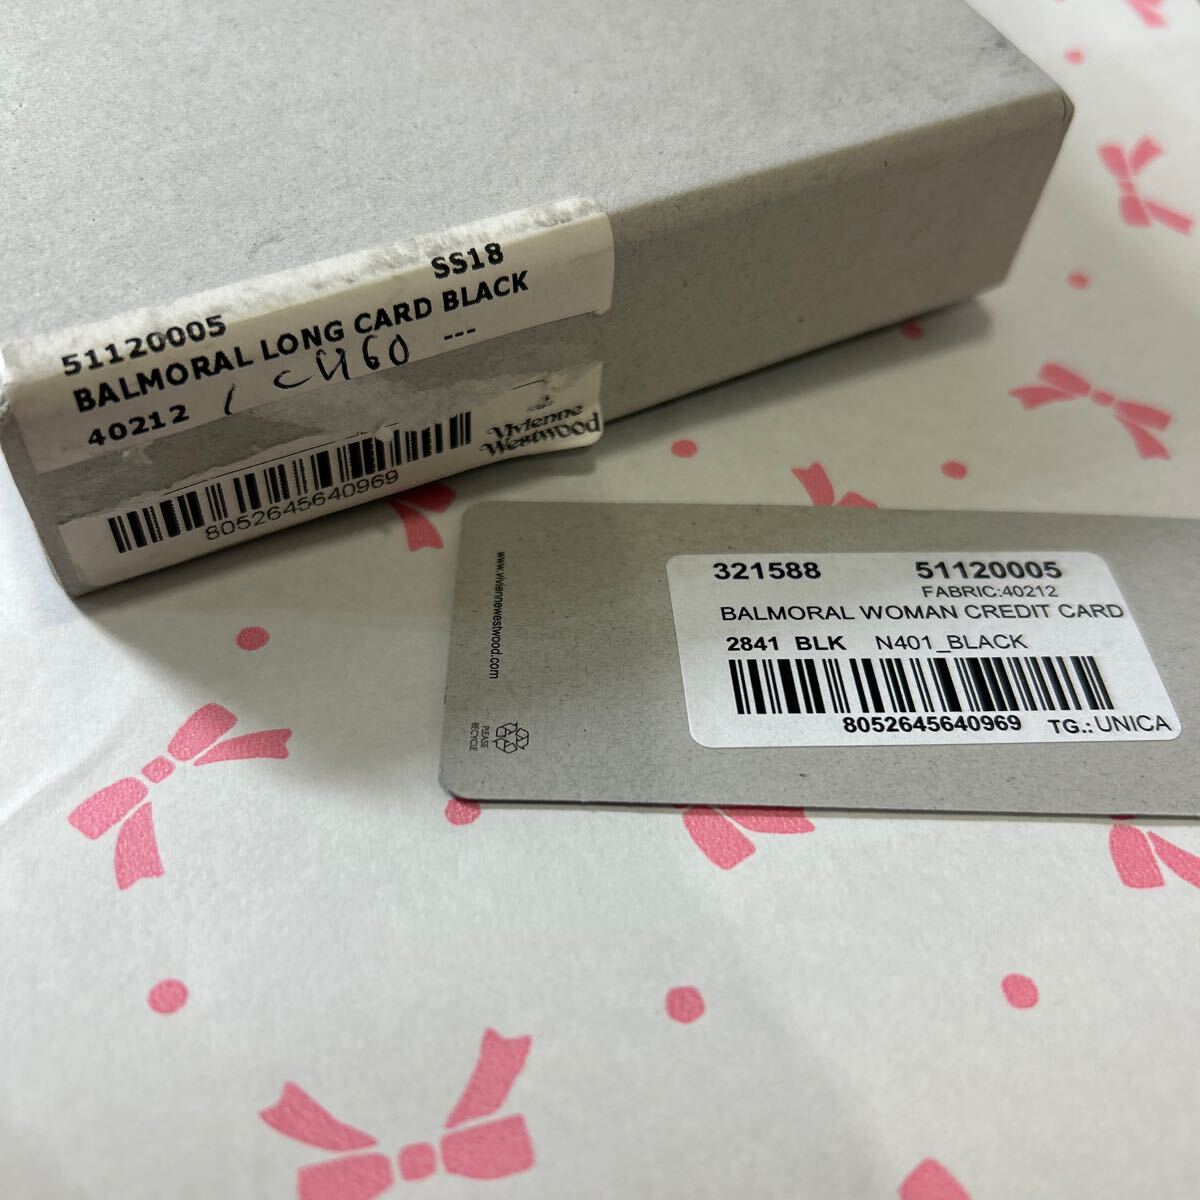 SS18
51120005
BALMORAL LONG CARD BLACK
40212 ---
8052645640969
Vivienne
Westwood
www.viviennewestwood.com
PLEASE
RECYCLE
321588 51120005
FABRIC:40212
BALMORAL WOMAN CREDIT CARD
2841 BLK N401_BLACK
8052645640969 TG.:UNICA